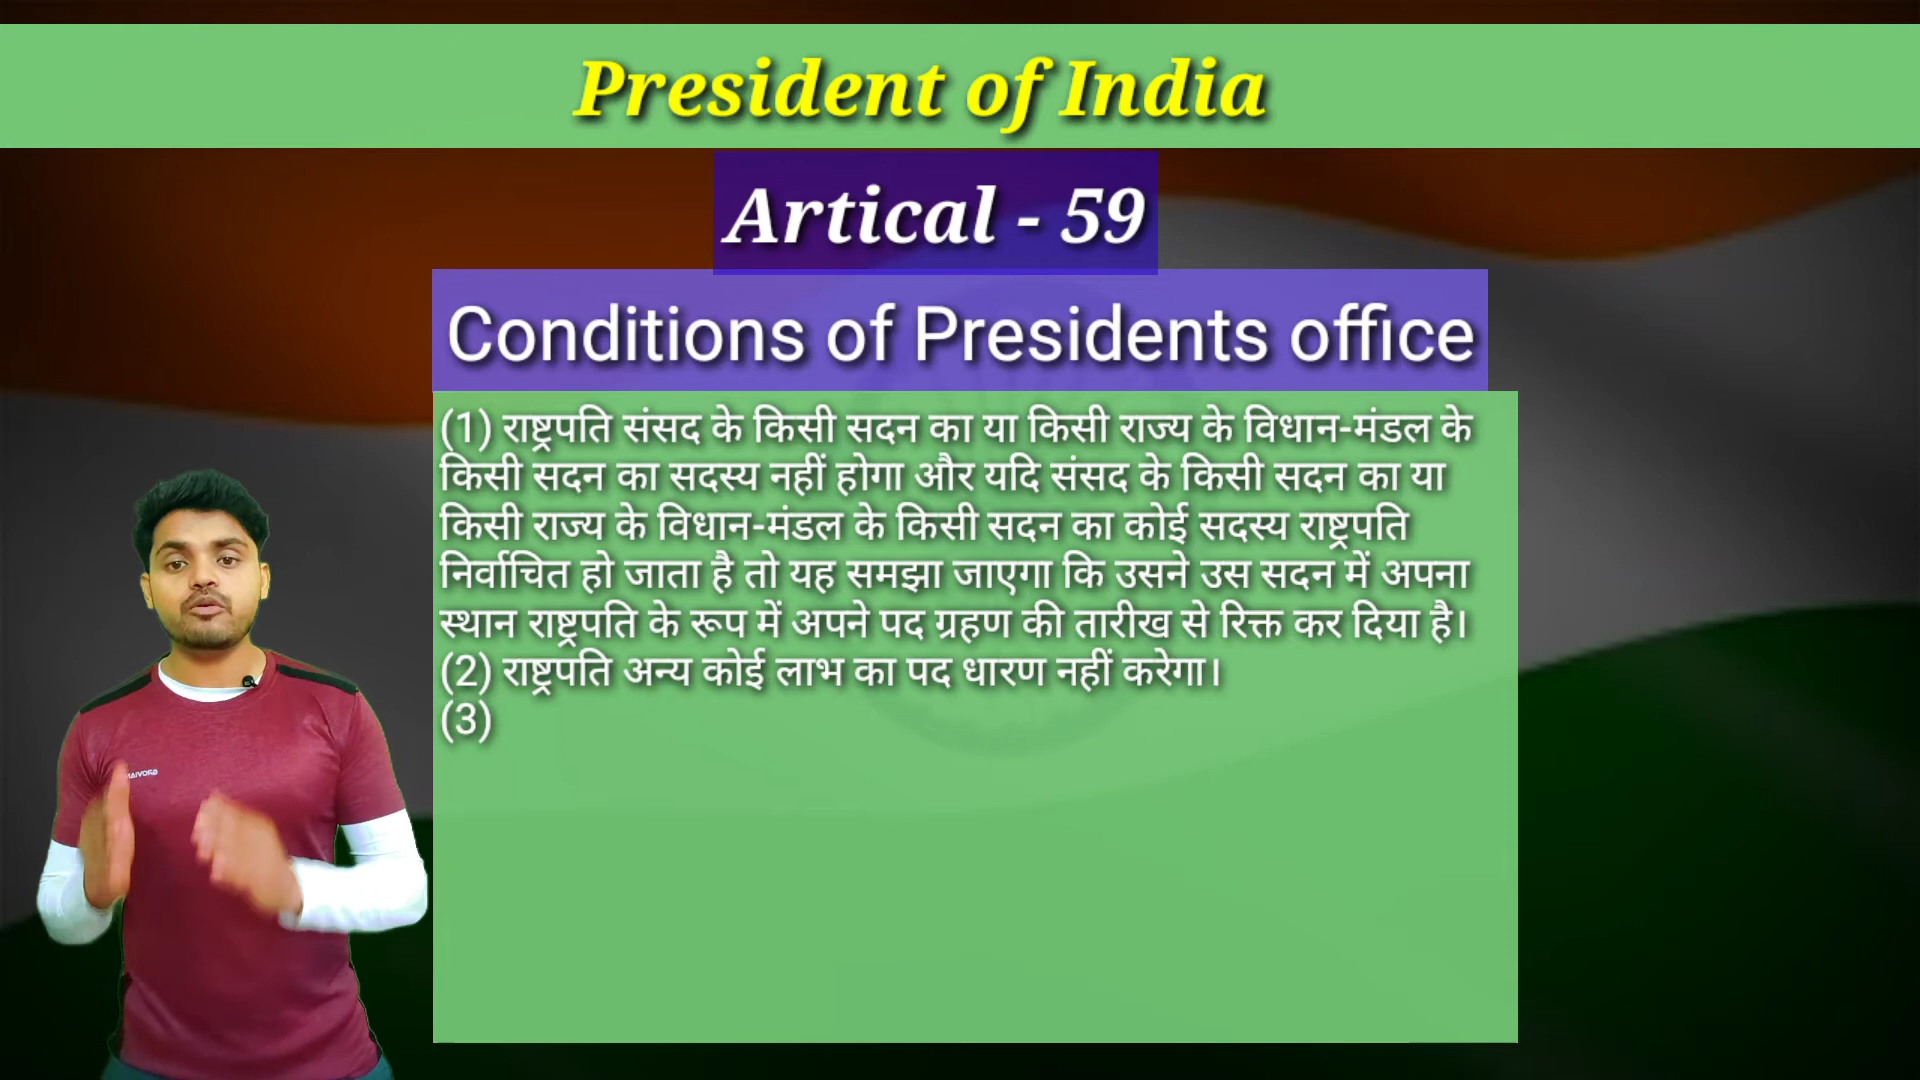 President of India
Artical - 59
Conditions of Presidents office
(1) राष्ट्रपति संसद के किसी सदन का या किसी राज्य के विधान-मंडल के
किसी सदन का सदस्य नहीं होगा और यदि संसद के किसी सदन का या
किसी राज्य के विधान-मंडल के किसी सदन का कोई सदस्य राष्ट्रपति
निर्वाचित हो जाता है तो यह समझा जाएगा कि उसने उस सदन में अपना
स्थान राष्ट्रपति के रूप में अपने पद ग्रहण की तारीख से रिक्त कर दिया है।
(2) राष्ट्रपति अन्य कोई लाभ का पद धारण नहीं करेगा।
(3)